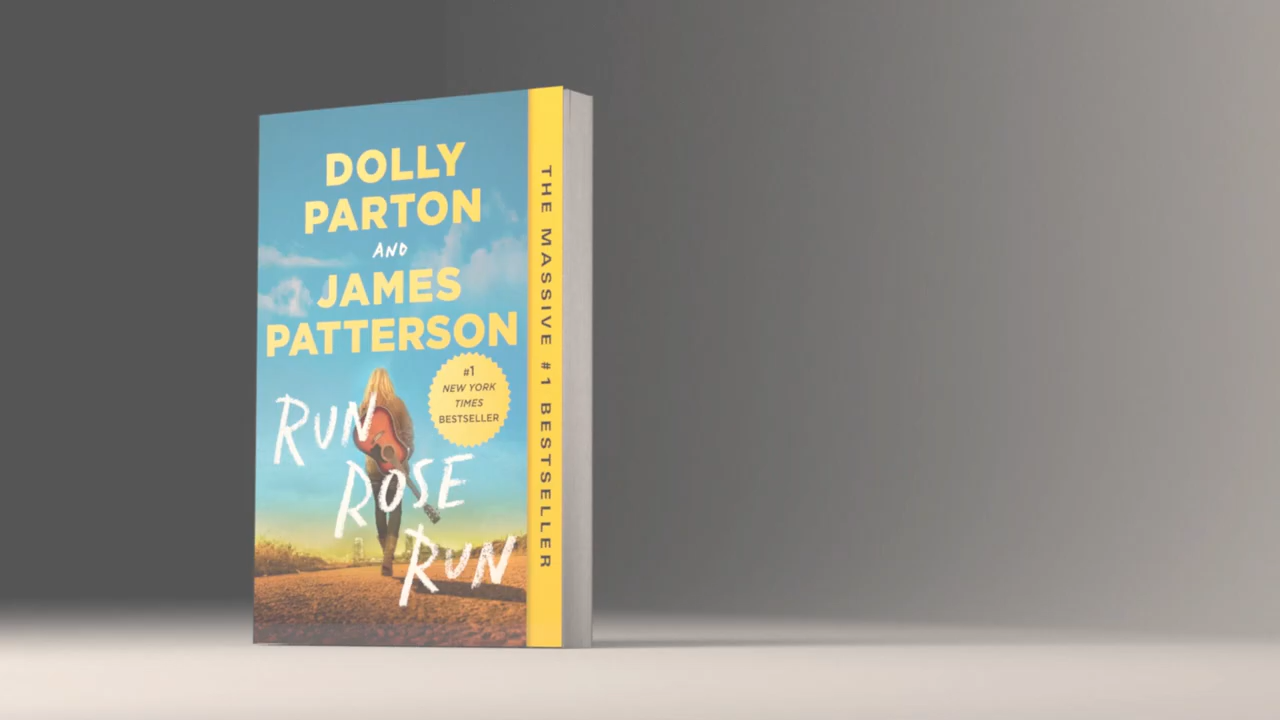 DOLLY
PARTON
AND
JAMES
PATTERSON
#1
NEW YORK
TIMES
BESTSELLER
RUN
ROSE
RUN
THE MASSIVE #1 BESTSELLER